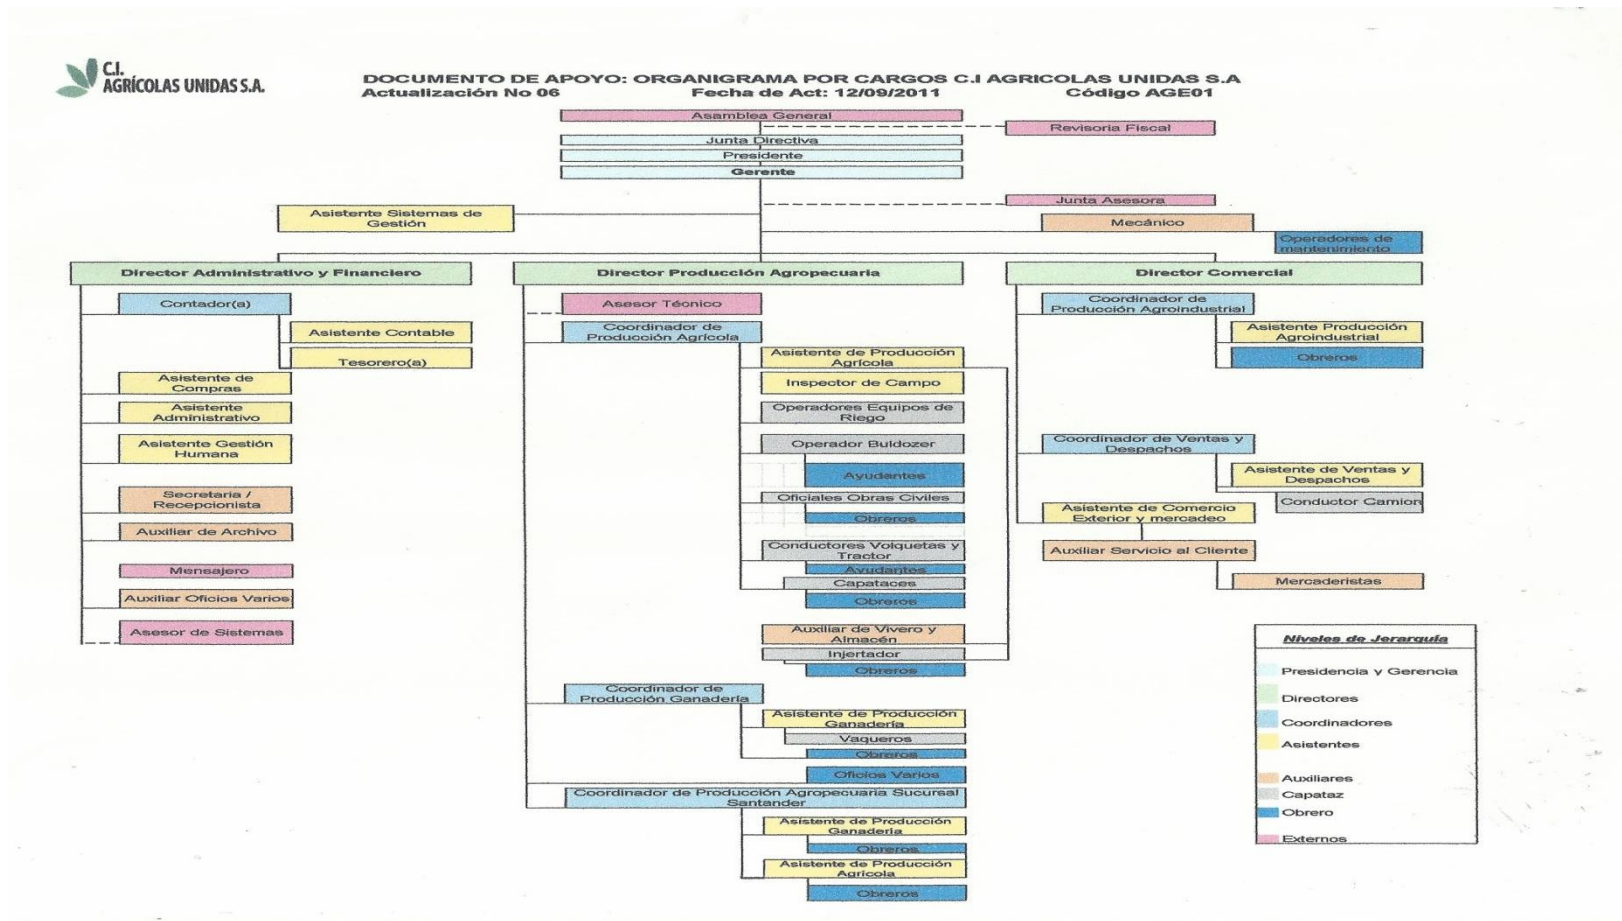 C.I.
AGRÍCOLAS UNIDAS S.A.
DOCUMENTO DE APOYO: ORGANIGRAMA POR CARGOS C.I AGRICOLAS UNIDAS S.A
Actualización No 06 Fecha de Act: 12/09/2011 Código AGE01
Asamblea General
Revisoria Fiscal
Junta Directiva
Presidente
Gerente
Junta Asesora
Asistente Sistemas de
Gestión
Mecánico
Operadores de
mantenimiento
Director Administrativo y Financiero
Contador(a)
Asistente Contable
Tesorero(a)
Asistente de
Compras
Asistente
Administrativo
Asistente Gestión
Humana
Secretaria /
Recepcionista
Auxiliar de Archivo
Mensajero
Auxiliar Oficios Varios
Asesor de Sistemas
Director Producción Agropecuaria
Asesor Técnico
Coordinador de
Producción Agrícola
Asistente de Producción
Agrícola
Inspector de Campo
Operadores Equipos de
Riego
Operador Buldozer
Ayudantes
Oficiales Obras Civiles
Obreros
Conductores Volquetas y
Tractor
Ayudantes
Capataces
Obreros
Auxiliar de Vivero y
Almacén
Injertador
Obreros
Coordinador de
Producción Ganadería
Asistente de Producción
Ganadería
Vaqueros
Obreros
Oficios Varios
Coordinador de Producción Agropecuaria Sucursal
Santander
Asistente de Producción
Ganadería
Obreros
Asistente de Producción
Agrícola
Obreros
Director Comercial
Coordinador de
Producción Agroindustrial
Asistente Producción
Agroindustrial
Obreros
Coordinador de Ventas y
Despachos
Asistente de Ventas y
Despachos
Conductor Camion
Asistente de Comercio
Exterior y mercadeo
Auxiliar Servicio al Cliente
Mercaderistas
Niveles de Jerarquía
Presidencia y Gerencia
Directores
Coordinadores
Asistentes
Auxiliares
Capataz
Obrero
Externos